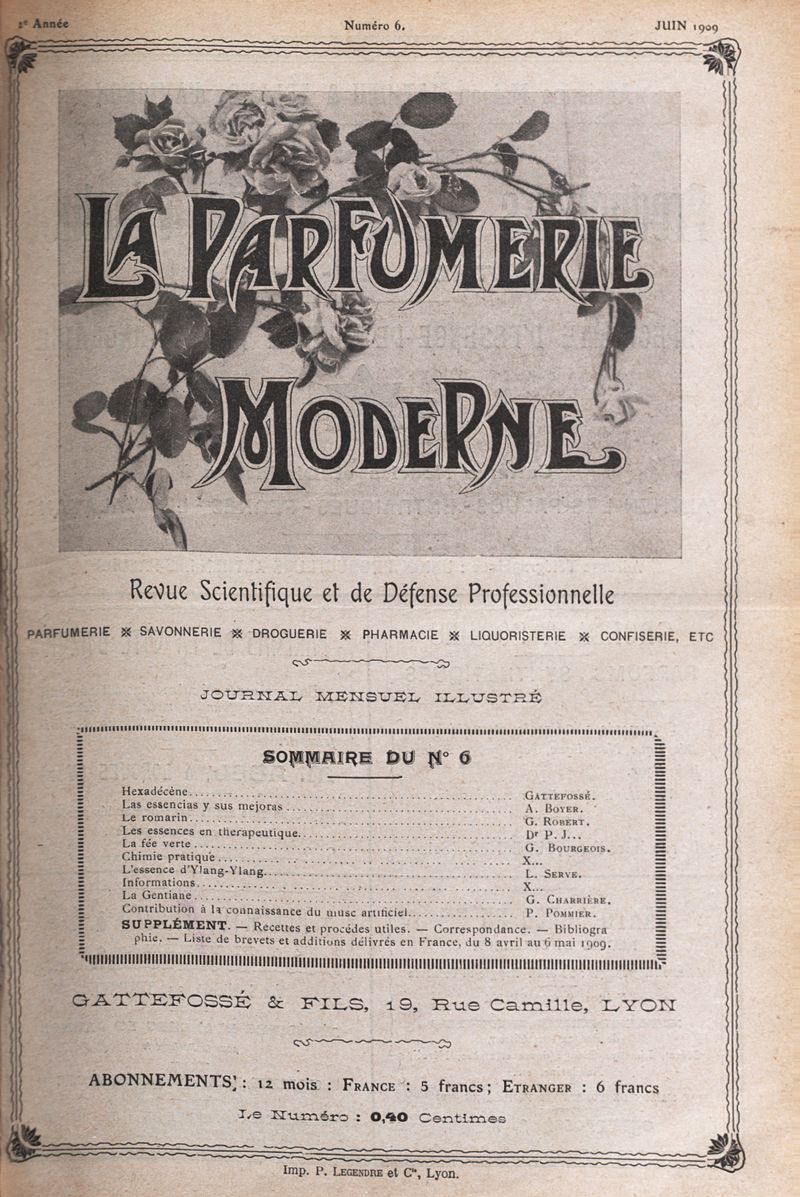 2e Année Numéro 6. JUIN 1909
LA PARFUMERIE
MODERNE
Revue Scientifique et de Défense Professionnelle
PARFUMERIE ※ SAVONNERIE ※ DROGUERIE ※ PHARMACIE ※ LIQUORISTERIE ※ CONFISERIE, ETC
JOURNAL MENSUEL ILLUSTRÉ
SOMMAIRE DU N° 6
Hexadécène.......... GATTEFOSSÉ.
Las essencias y sus mejoras.......... A. BOYER.
Le romarin.......... G. ROBERT.
Les essences en thérapeutique.......... Dr P. J...
La fée verte.......... G. BOURGEOIS.
Chimie pratique.......... X...
L'essence d'Ylang-Ylang.......... L. SERVE.
Informations.......... X...
La Gentiane.......... G. CHARRIÈRE.
Contribution à la connaissance du musc artificiel.......... P. POMMIER.
SUPPLÉMENT. — Recettes et procédes utiles. — Correspondance. — Bibliogra
phie. — Liste de brevets et additions délivrés en France, du 8 avril au 6 mai 1909.
GATTEFOSSÉ & FILS, 19, Rue Camille, LYON
ABONNEMENTS : 12 mois : FRANCE : 5 francs ; ETRANGER : 6 francs
Le Numéro : 0,40 Centimes
Imp. P. LEGENDRE et Cie, Lyon.